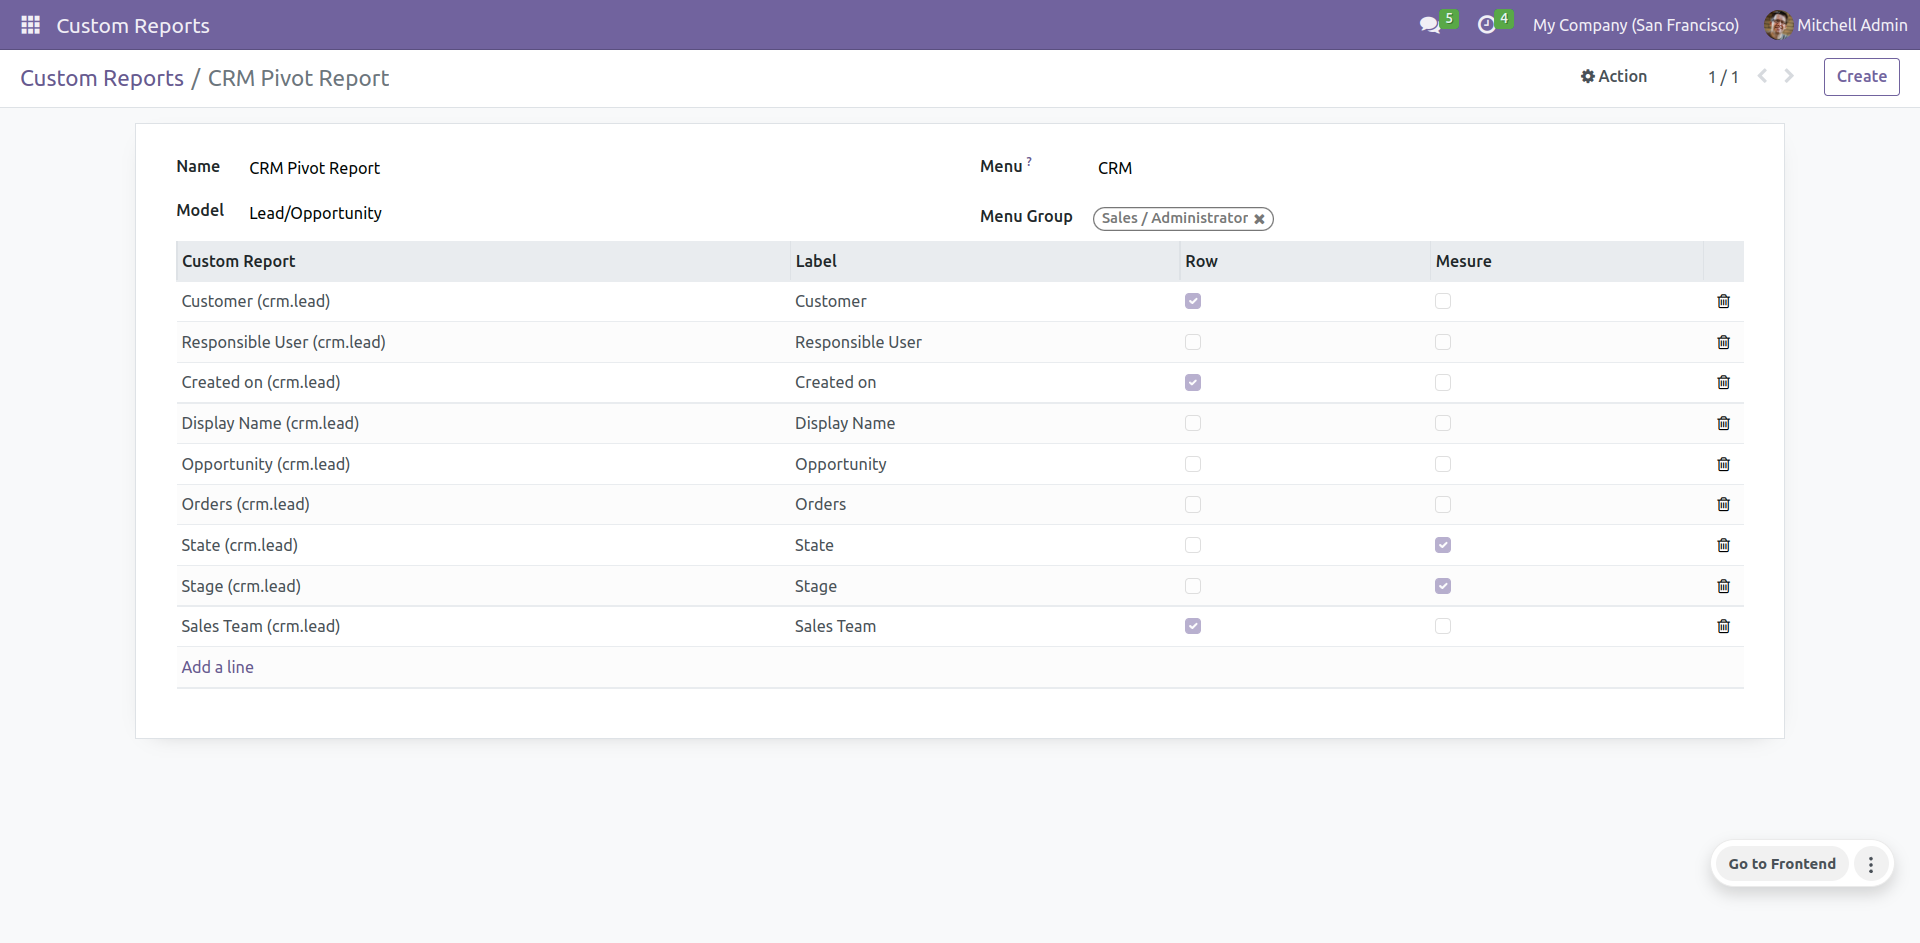 Custom Reports 5 4 My Company (San Francisco) Mitchell Admin
Custom Reports / CRM Pivot Report Action 1 / 1 Create
Name CRM Pivot Report Menu ? CRM
Model Lead/Opportunity Menu Group Sales / Administrator
Custom Report Label Row Mesure
Customer (crm.lead) Customer
Responsible User (crm.lead) Responsible User
Created on (crm.lead) Created on
Display Name (crm.lead) Display Name
Opportunity (crm.lead) Opportunity
Orders (crm.lead) Orders
State (crm.lead) State
Stage (crm.lead) Stage
Sales Team (crm.lead) Sales Team
Add a line
Go to Frontend